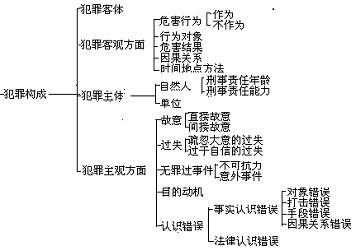 犯罪客体
危害行为
作为
不作为
犯罪客观方面
行为对象
危害结果
因果关系
时间地点方法
犯罪构成
犯罪主体
自然人
刑事责任年龄
刑事责任能力
单位
故意
直接故意
间接故意
过失
疏忽大意的过失
过于自信的过失
犯罪主观方面
无罪过事件
不可抗力
意外事件
目的动机
认识错误
事实认识错误
对象错误
打击错误
手段错误
因果关系错误
法律认识错误